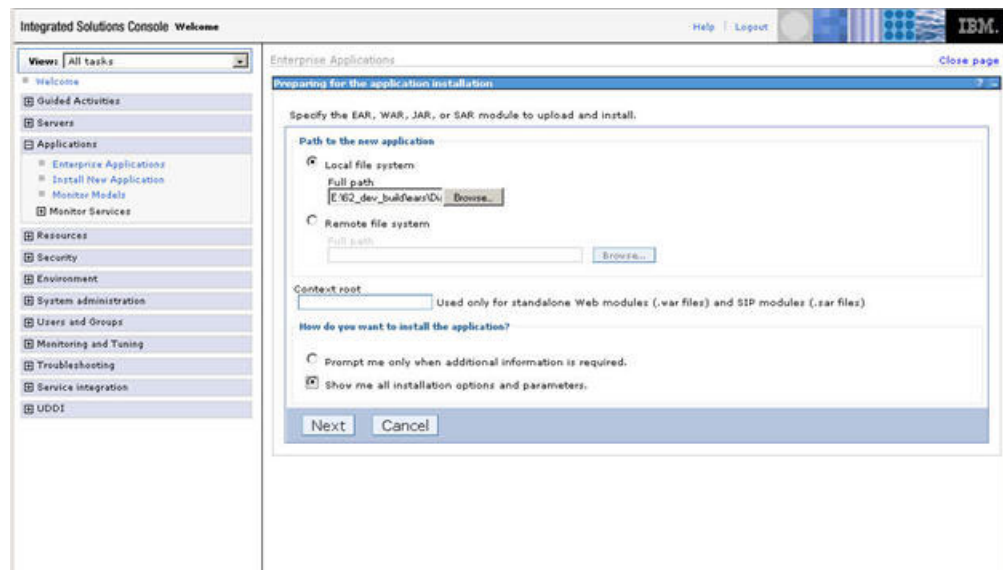 Integrated Solutions Console Welcome
Help | Logout
IBM.
View: All tasks
Welcome
Guided Activities
Servers
Applications
Enterprise Applications
Install New Application
Monitor Models
Monitor Services
Resources
Security
Environment
System administration
Users and Groups
Monitoring and Tuning
Troubleshooting
Service integration
UDDI
Enterprise Applications
Close page
Preparing for the application installation
? -
Specify the EAR, WAR, JAR, or SAR module to upload and install.
Path to the new application
Local file system
Full path
E:\62_dev_build\ears\Di Browse...
Remote file system
Full path
Browse...
Context root
Used only for standalone Web modules (.war files) and SIP modules (.sar files)
How do you want to install the application?
Prompt me only when additional information is required.
Show me all installation options and parameters.
Next Cancel